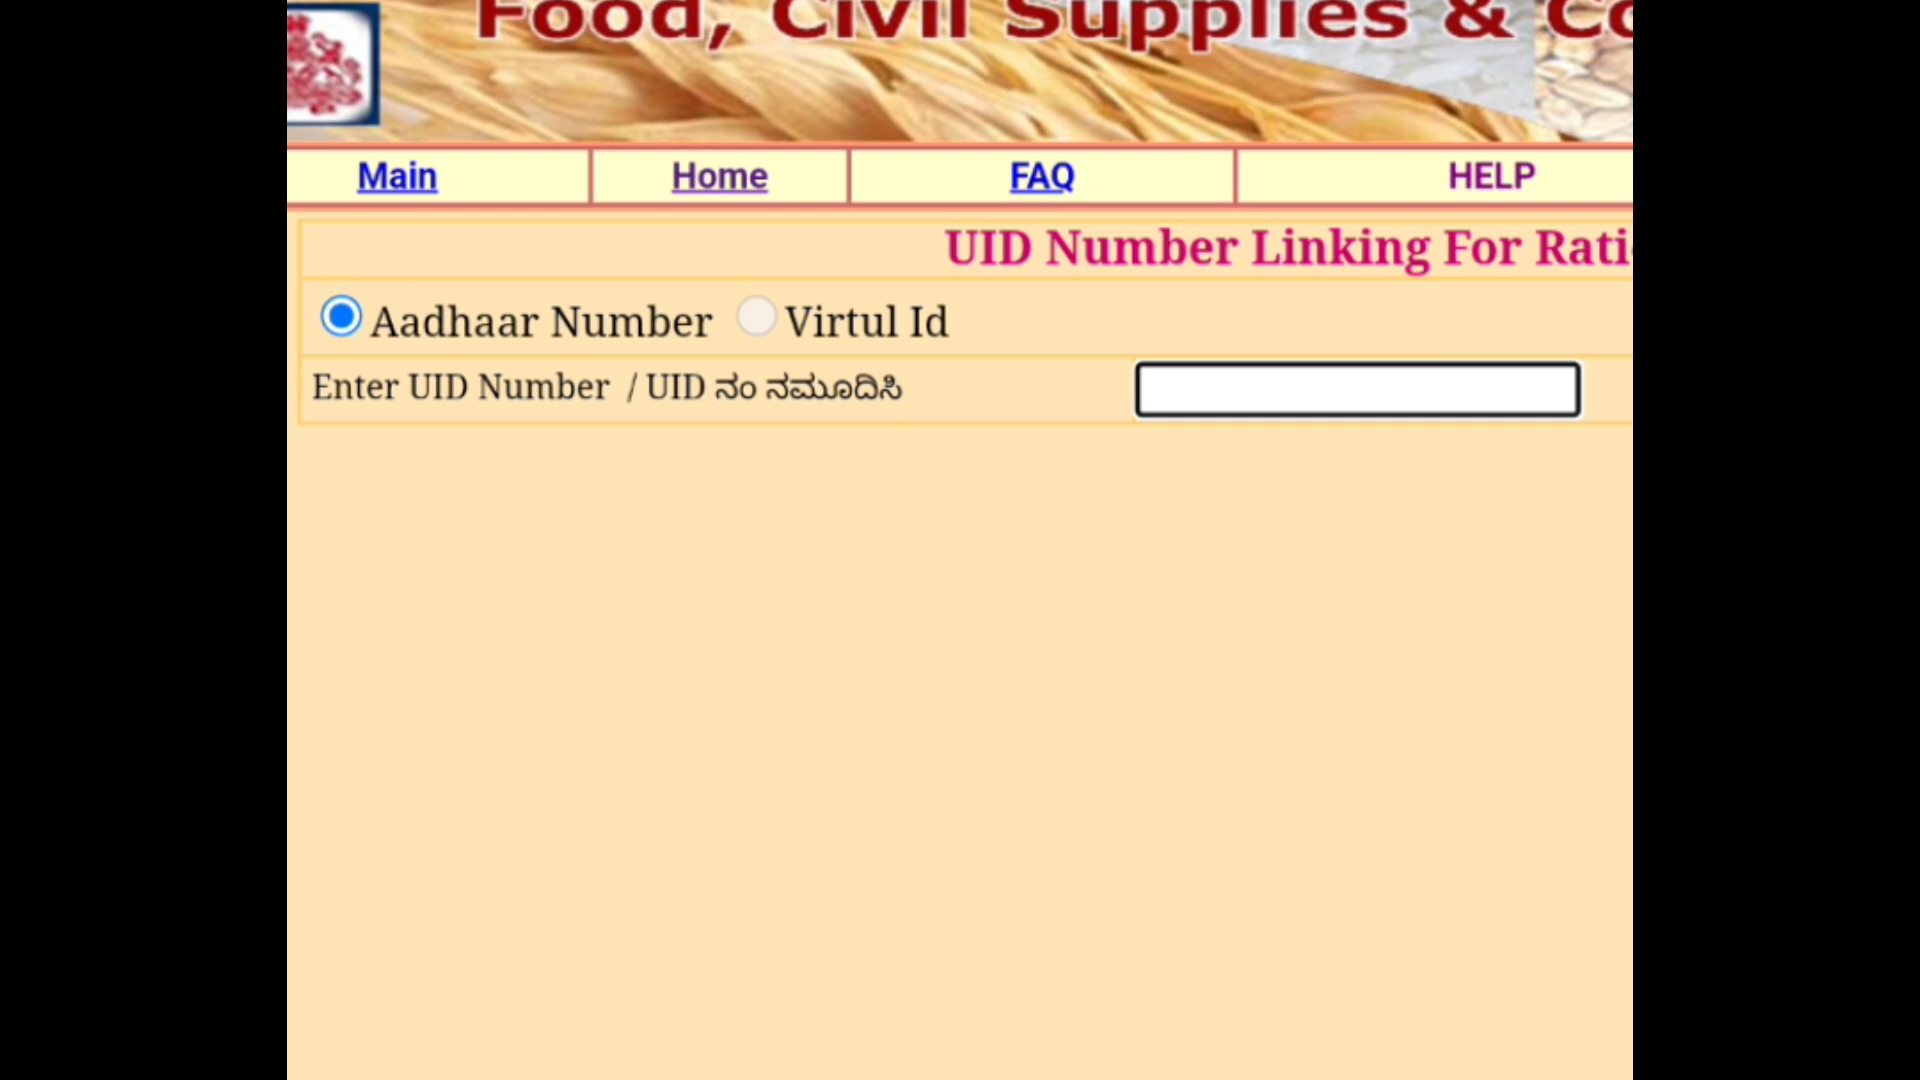 Food, Civil Supplies & Co
Main Home FAQ HELP
UID Number Linking For Rati
Aadhaar Number Virtul Id
Enter UID Number / UID ನಂ ನಮೂದಿಸಿ